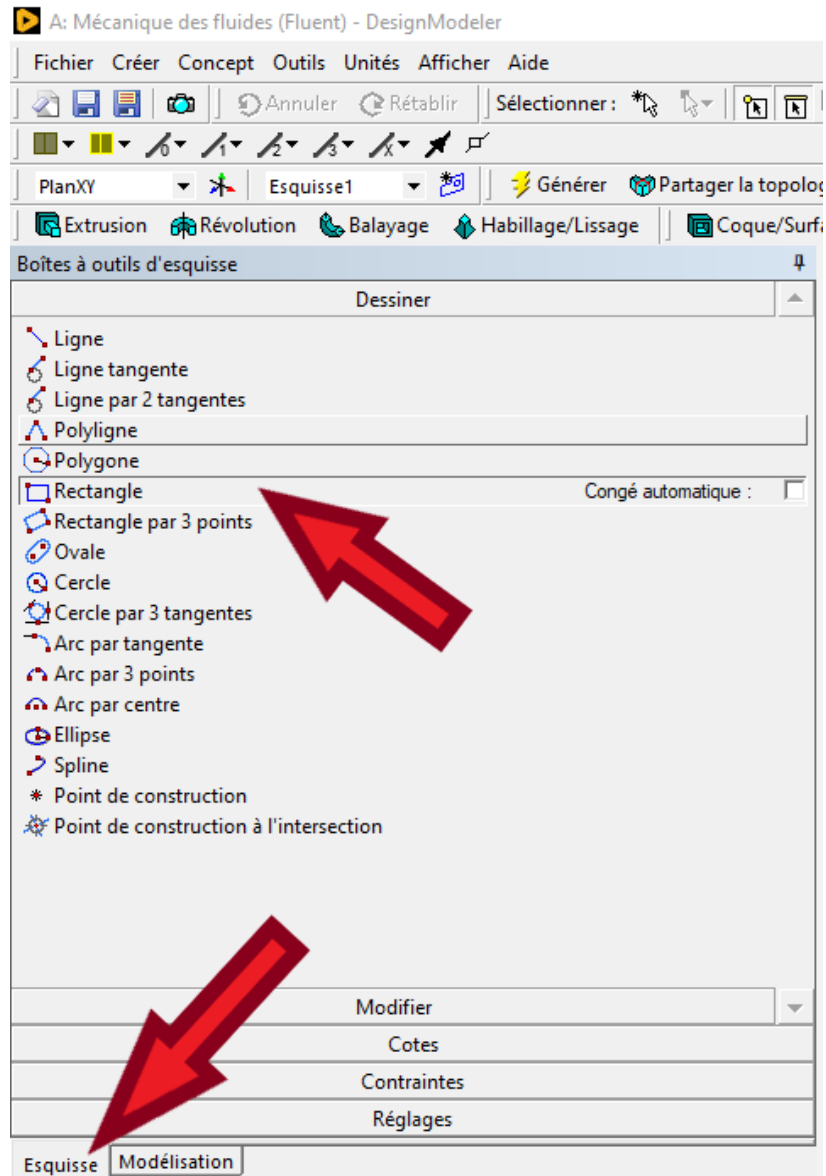 A: Mécanique des fluides (Fluent) - DesignModeler
Fichier Créer Concept Outils Unités Afficher Aide
Annuler Rétablir Sélectionner :
PlanXY Esquisse1 Générer Partager la topolog
Extrusion Révolution Balayage Habillage/Lissage Coque/Surfa
Boîtes à outils d'esquisse
Dessiner
Ligne
Ligne tangente
Ligne par 2 tangentes
Polyligne
Polygone
Rectangle Congé automatique :
Rectangle par 3 points
Ovale
Cercle
Cercle par 3 tangentes
Arc par tangente
Arc par 3 points
Arc par centre
Ellipse
Spline
Point de construction
Point de construction à l'intersection
Modifier
Cotes
Contraintes
Réglages
Esquisse Modélisation